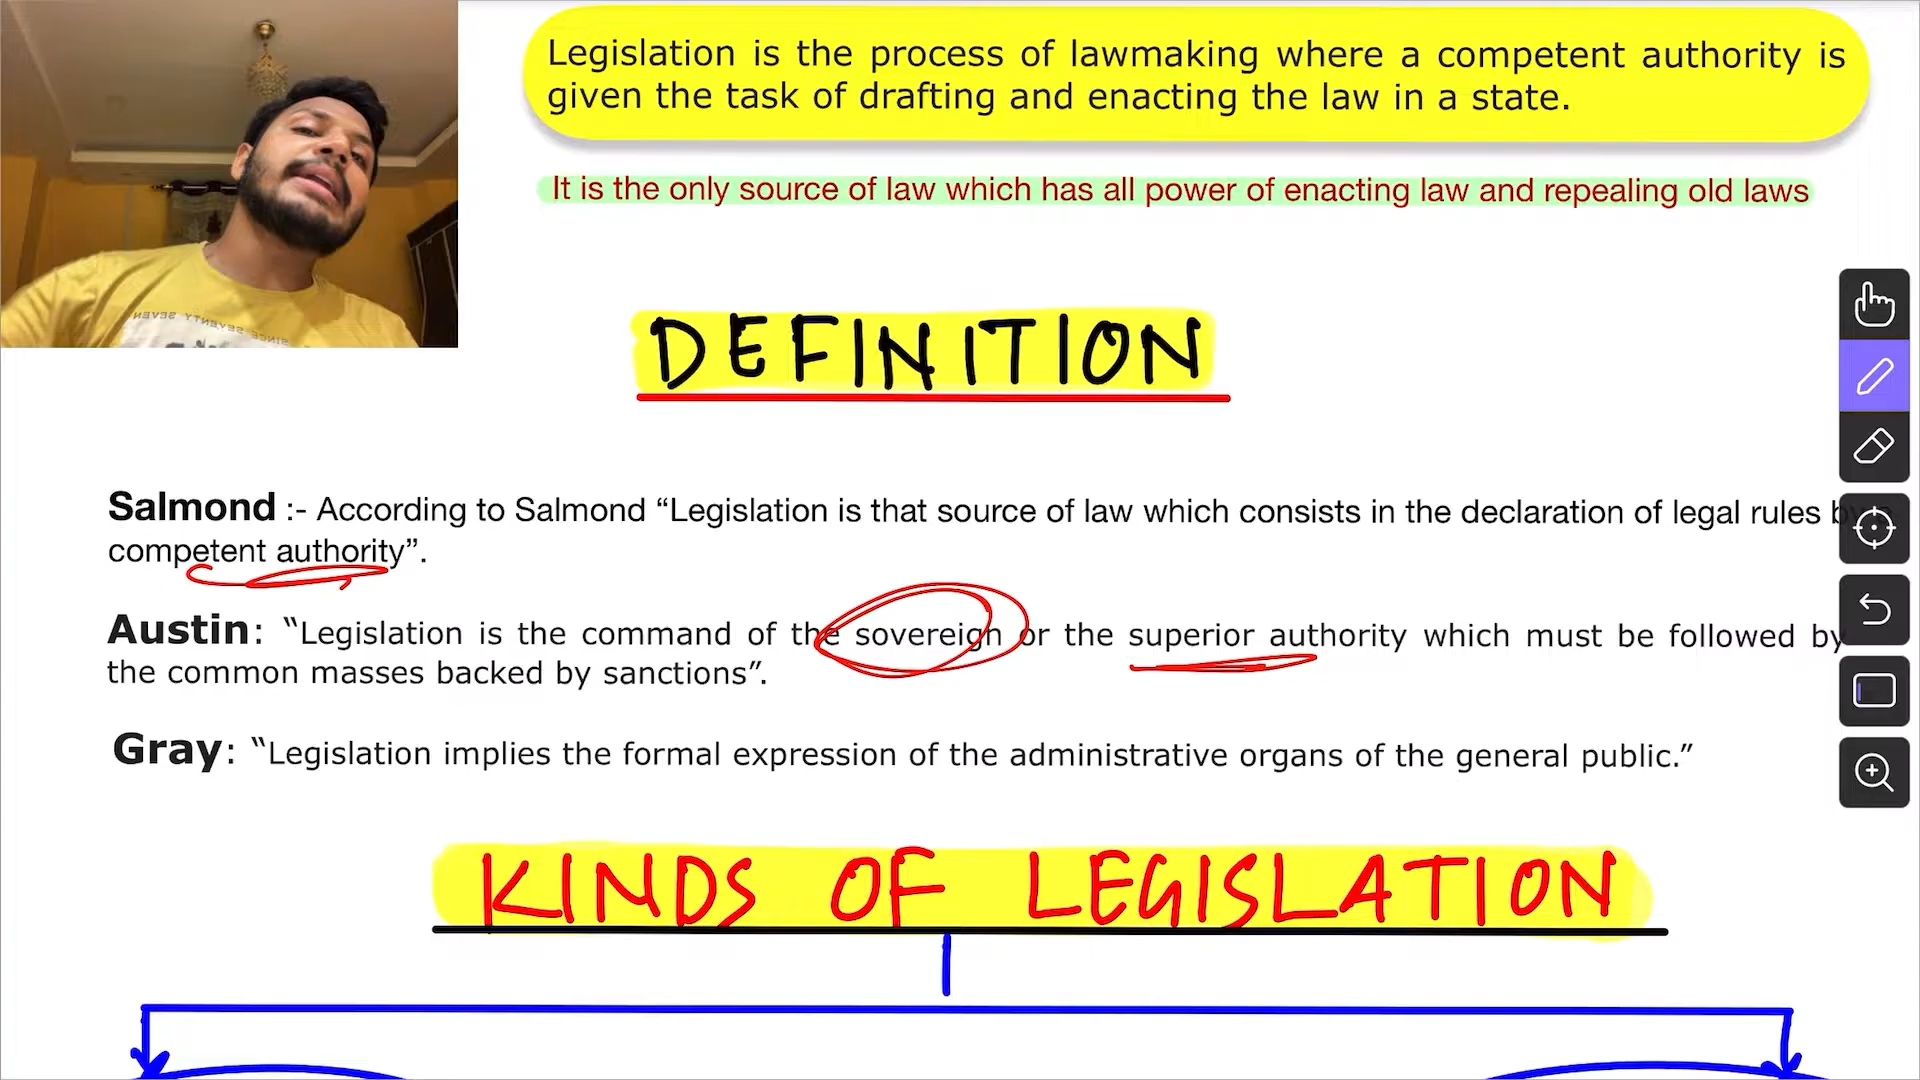 Legislation is the process of lawmaking where a competent authority is
given the task of drafting and enacting the law in a state.
It is the only source of law which has all power of enacting law and repealing old laws
SINCE SEVENTY SEVEN
DEFINITION
Salmond :- According to Salmond “Legislation is that source of law which consists in the declaration of legal rules
competent authority”.
Austin: “Legislation is the command of the sovereign or the superior authority which must be followed by
the common masses backed by sanctions”.
Gray: “Legislation implies the formal expression of the administrative organs of the general public.”
KINDS OF LEGISLATION